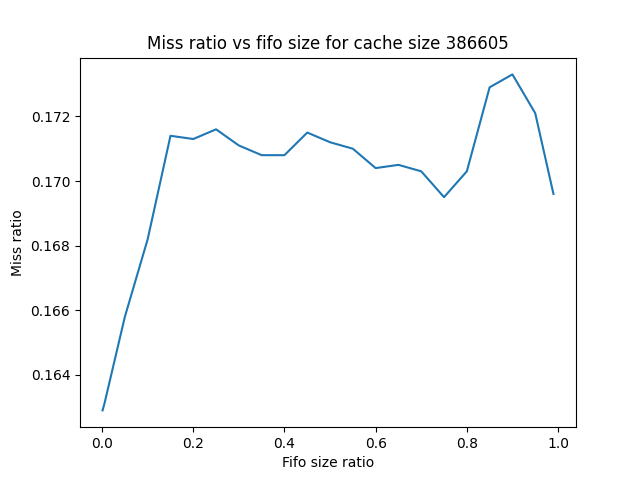 Miss ratio vs fifo size for cache size 386605
0.172
0.170
0.168
0.166
0.164
Miss ratio
0.0 0.2 0.4 0.6 0.8 1.0
Fifo size ratio